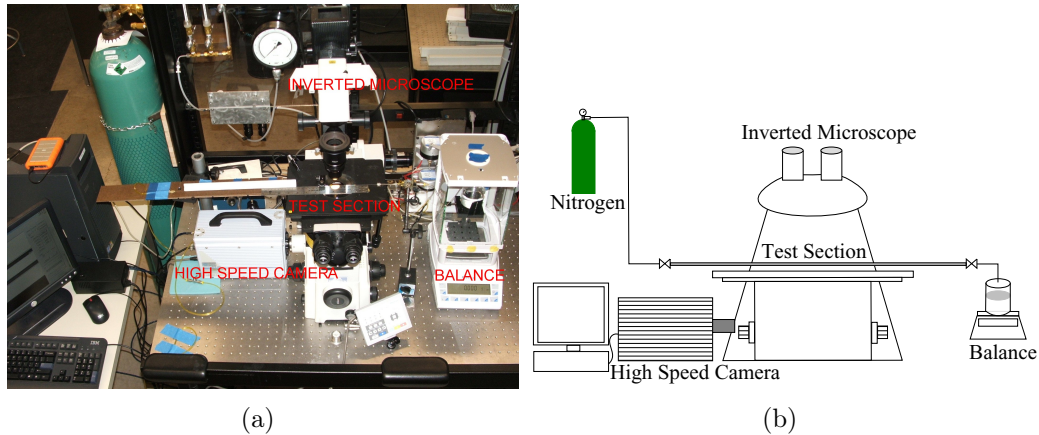 INVERTED MICROSCOPE
TEST SECTION
HIGH SPEED CAMERA
BALANCE
(a)
Inverted Microscope
Nitrogen
Test Section
High Speed Camera
Balance
(b)